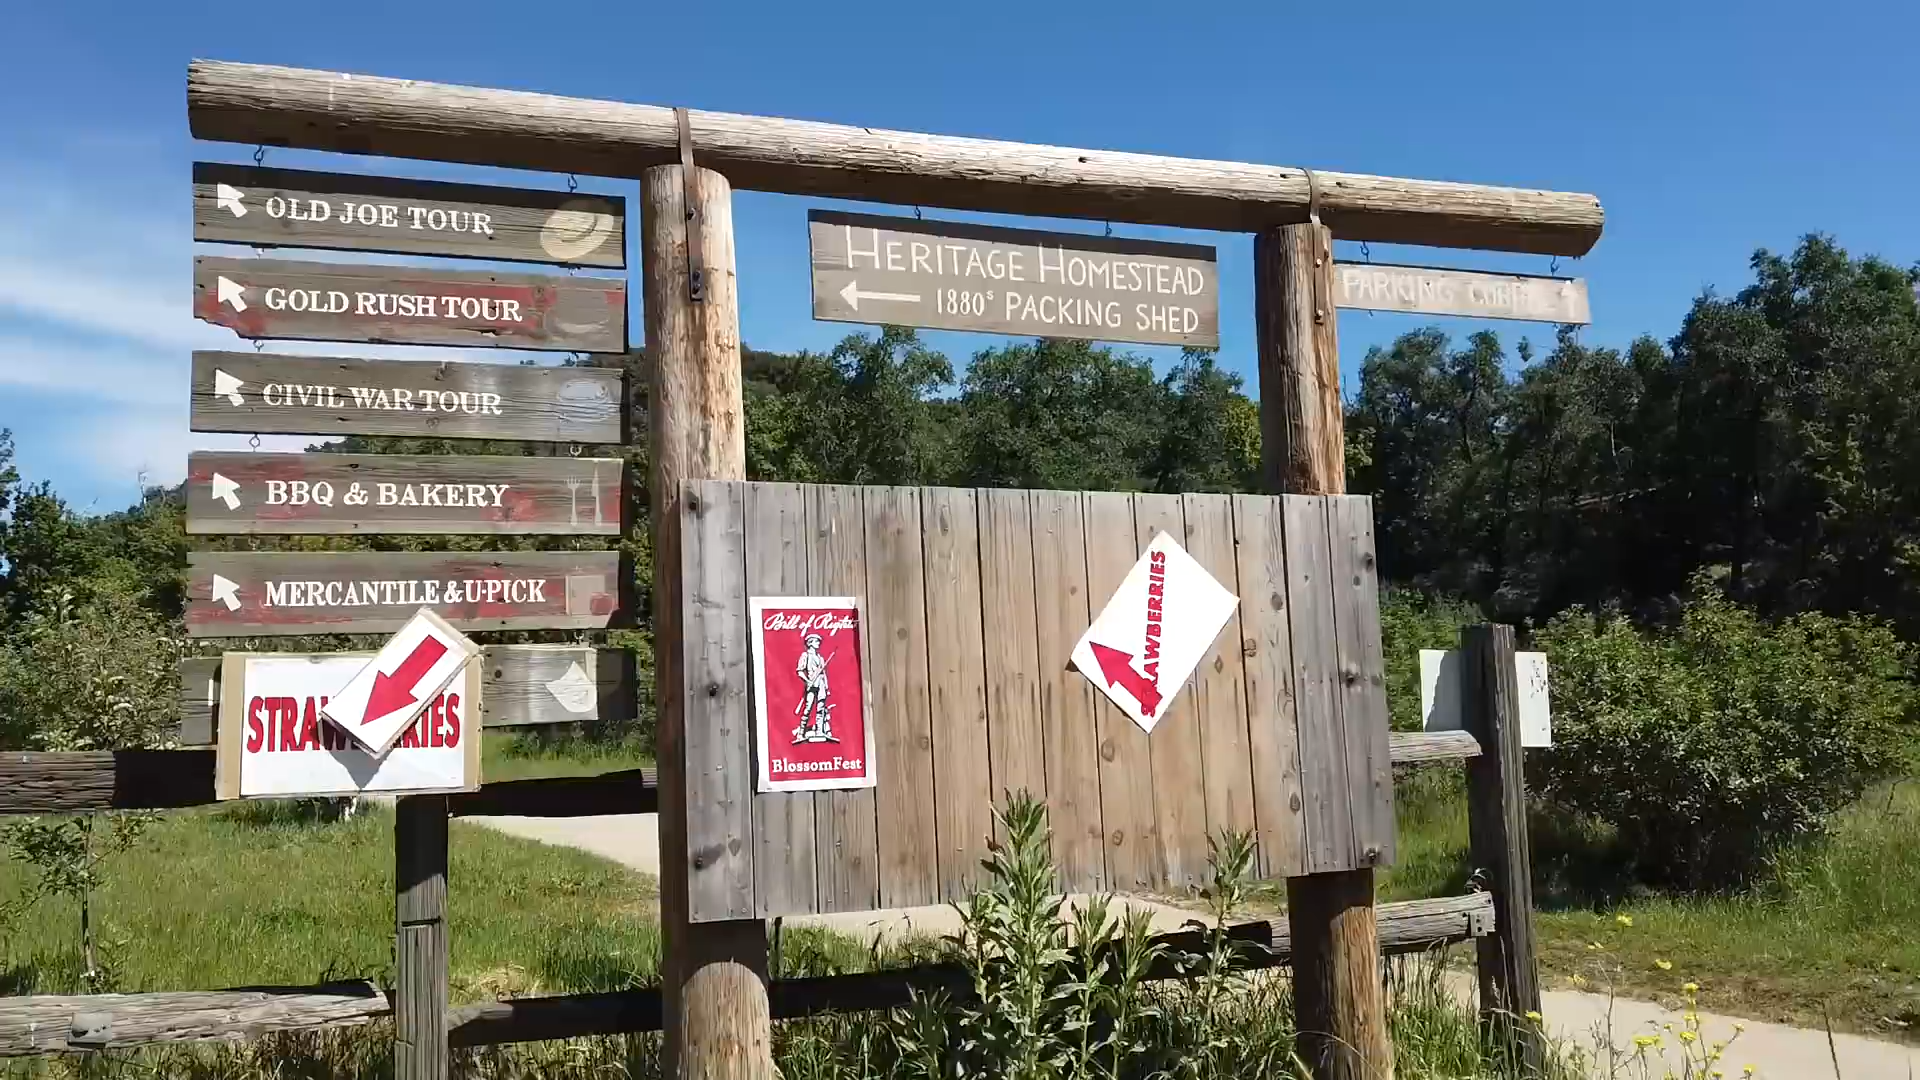 OLD JOE TOUR
GOLD RUSH TOUR
CIVIL WAR TOUR
BBQ & BAKERY
MERCANTILE & U-PICK
HERITAGE HOMESTEAD
1880s PACKING SHED
PARKING
Bill of Rights
BlossomFest